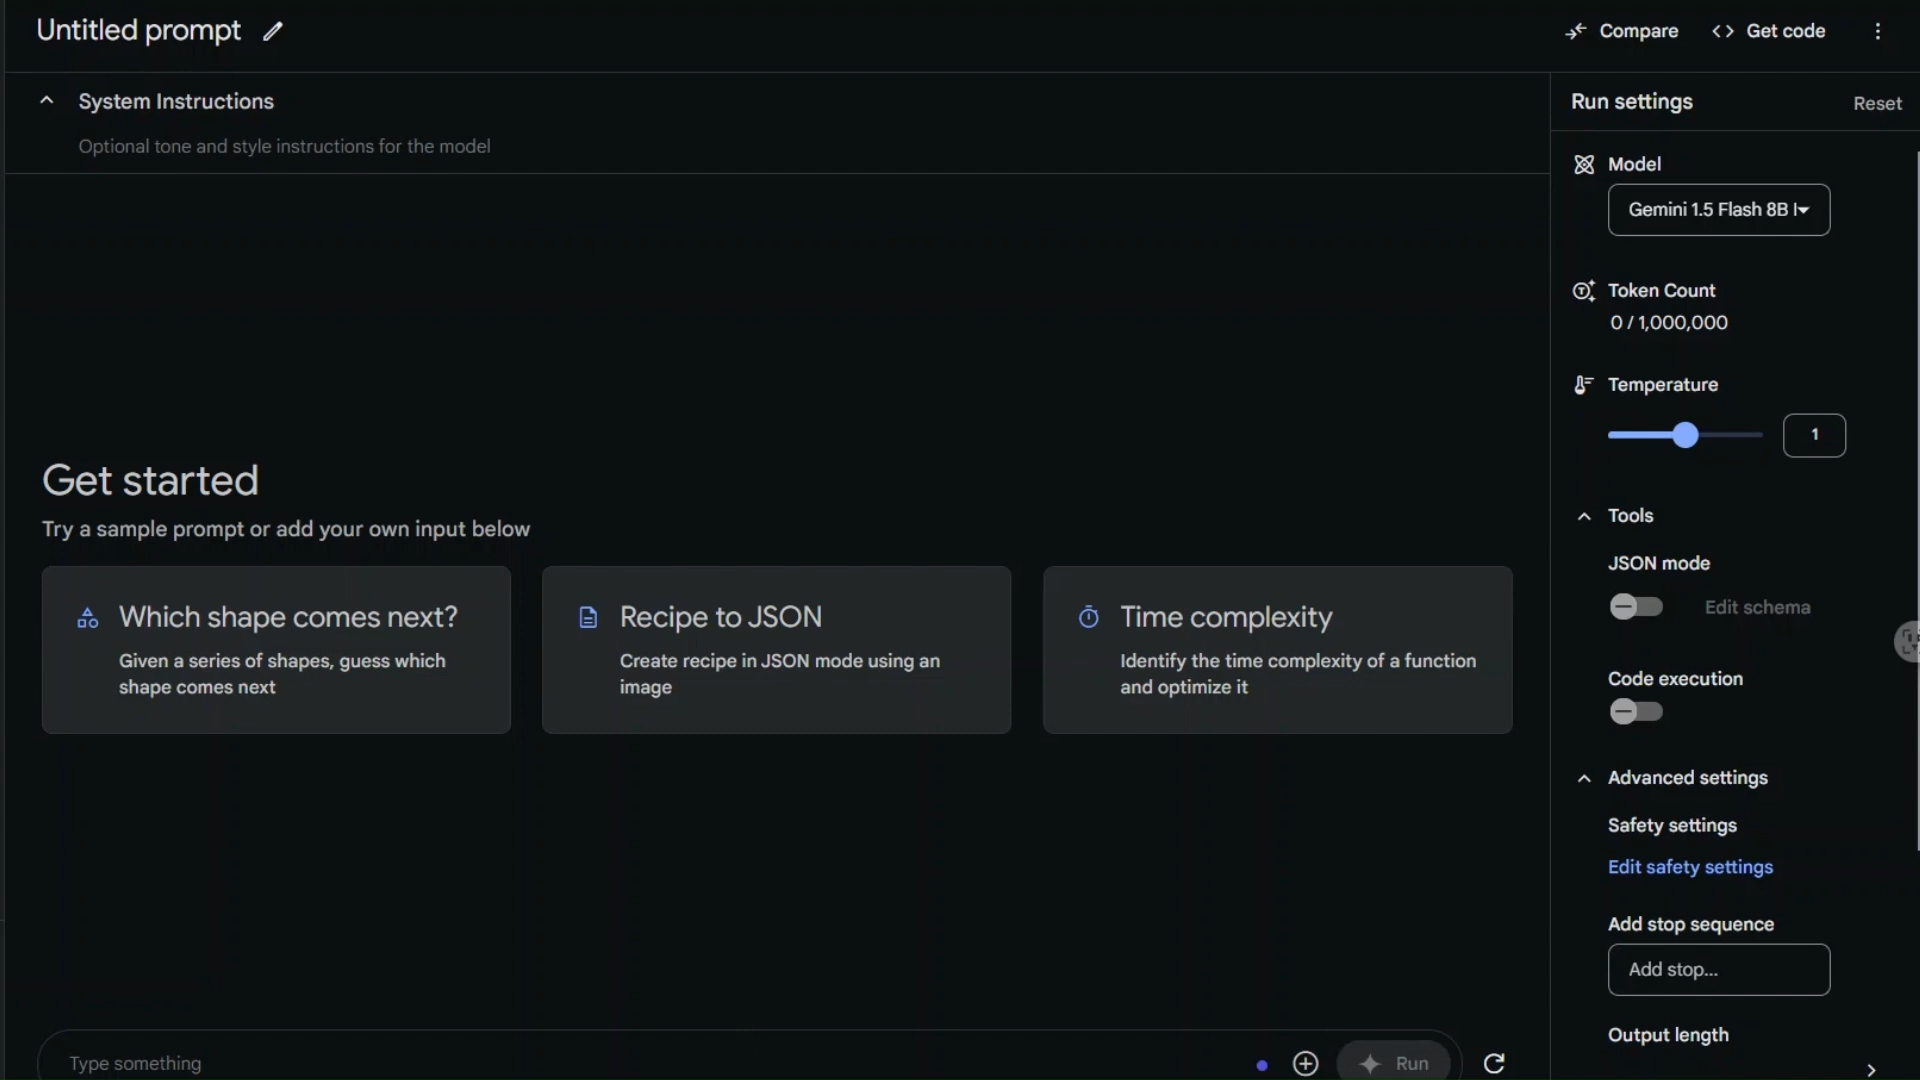 Untitled prompt
Compare
Get code
System Instructions
Optional tone and style instructions for the model
Run settings
Reset
Model
Gemini 1.5 Flash 8B
Token Count
0 / 1,000,000
Temperature
1
Tools
JSON mode
Edit schema
Code execution
Advanced settings
Safety settings
Edit safety settings
Add stop sequence
Add stop...
Output length
Get started
Try a sample prompt or add your own input below
Which shape comes next?
Given a series of shapes, guess which
shape comes next
Recipe to JSON
Create recipe in JSON mode using an
image
Time complexity
Identify the time complexity of a function
and optimize it
Type something
Run